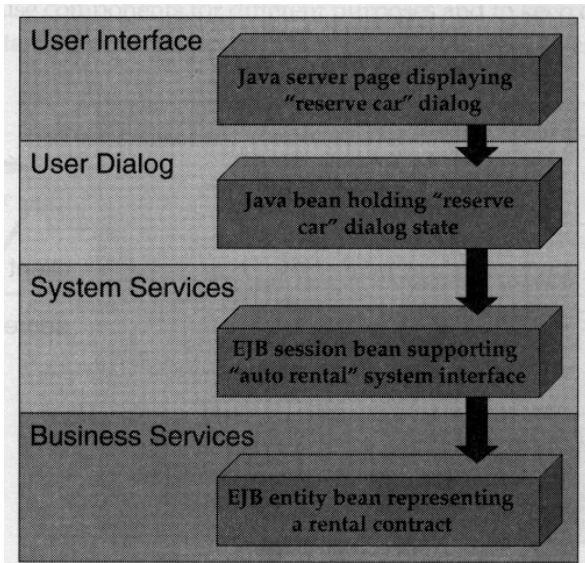 User Interface
Java server page displaying
“reserve car” dialog
User Dialog
Java bean holding “reserve
car” dialog state
System Services
EJB session bean supporting
“auto rental” system interface
Business Services
EJB entity bean representing
a rental contract